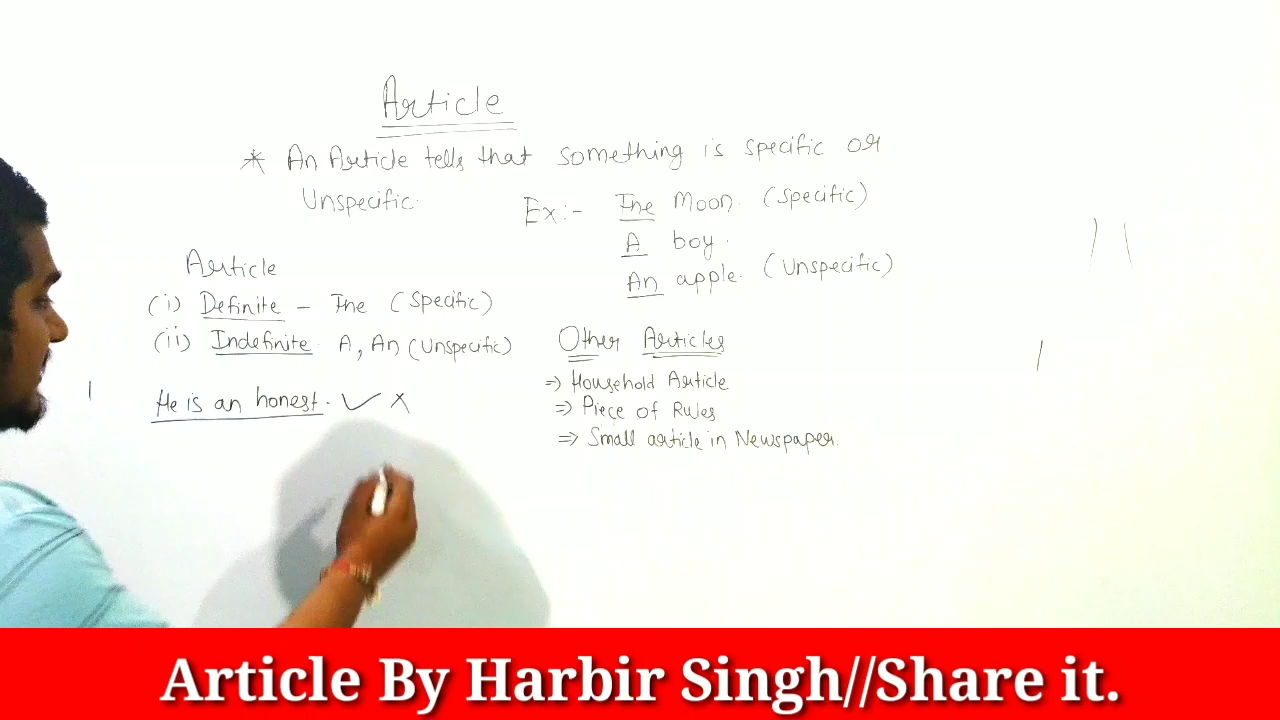 Article
* An Article tells that something is specific or
Unspecific.
Ex:- The Moon. (Specific)
A boy.
An apple. (Unspecific)
Article
(i) Definite - The (Specific)
(ii) Indefinite. A, An (Unspecific)
He is an honest. ✓ X
Other Articles
⇒ Household Article
⇒ Piece of Rules
⇒ Small article in Newspaper.
Article By Harbir Singh//Share it.